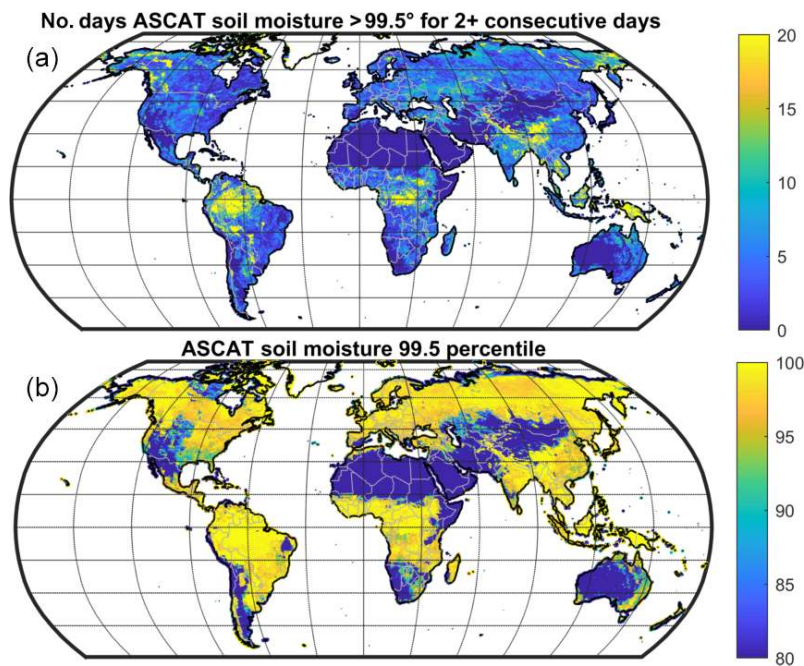 No. days ASCAT soil moisture > 99.5° for 2+ consecutive days
(a)
20
15
10
5
0
ASCAT soil moisture 99.5 percentile
(b)
100
95
90
85
80